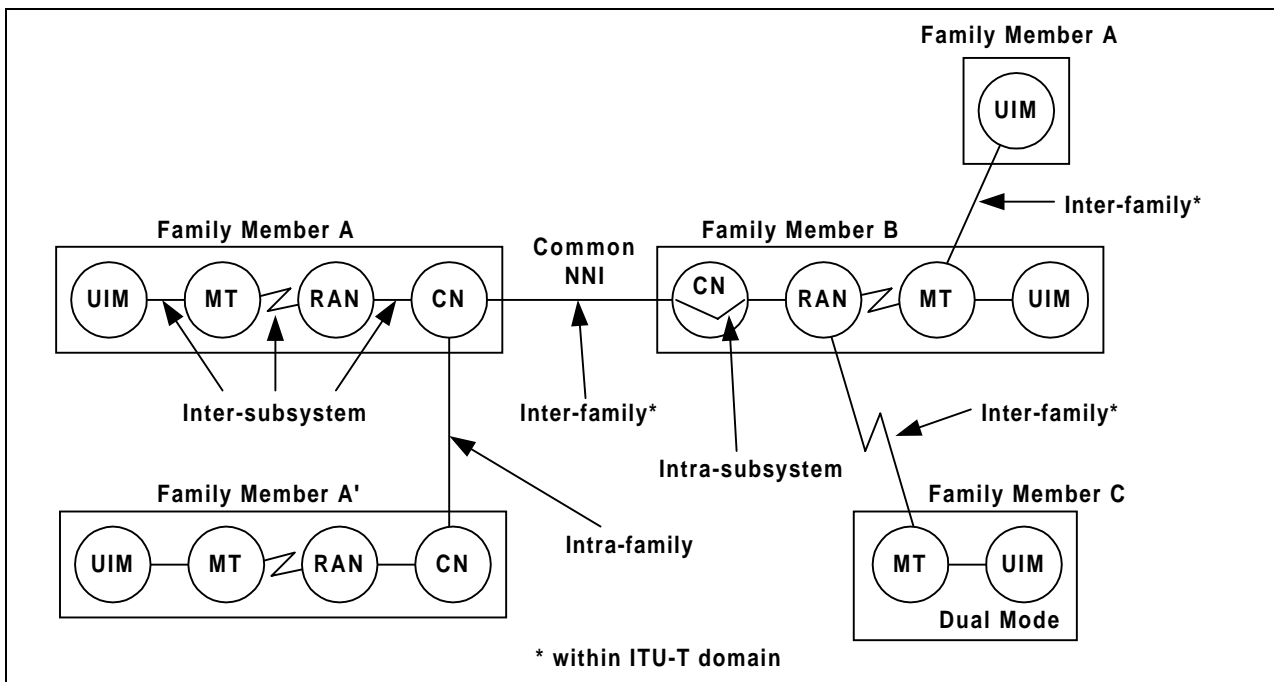 Family Member A
UIM
Inter-family*
Family Member A
UIM MT RAN CN
Common
NNI
Family Member B
CN RAN MT UIM
Inter-subsystem
Inter-family*
Intra-subsystem
Inter-family*
Family Member A'
UIM MT RAN CN
Intra-family
Family Member C
MT UIM
Dual Mode
* within ITU-T domain